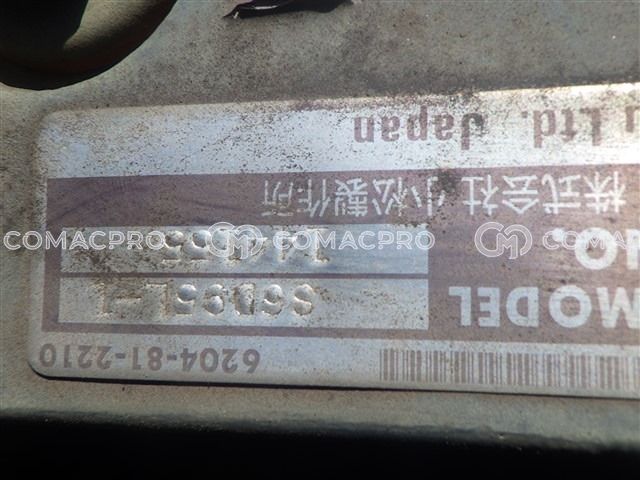 6204-81-2210
MODEL S6D95L-1
NO.
株式会社 小松製作所
Ltd. Japan
COMACPRO COMACPRO